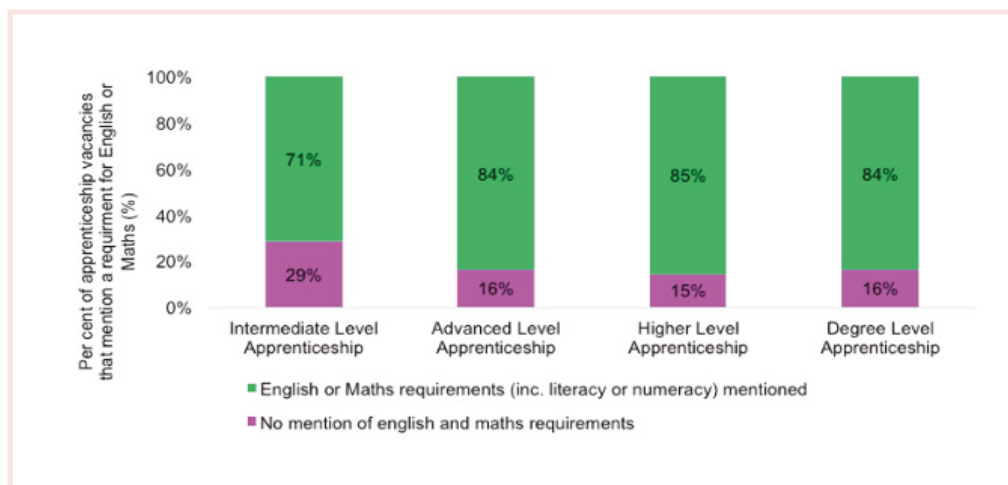 Per cent of apprenticeship vacancies
that mention a requirment for English or
Maths (%)
100%
80%
60%
40%
20%
0%
71%
84%
85%
84%
29%
16%
15%
16%
Intermediate Level
Apprenticeship
Advanced Level
Apprenticeship
Higher Level
Apprenticeship
Degree Level
Apprenticeship
English or Maths requirements (inc. literacy or numeracy) mentioned
No mention of english and maths requirements